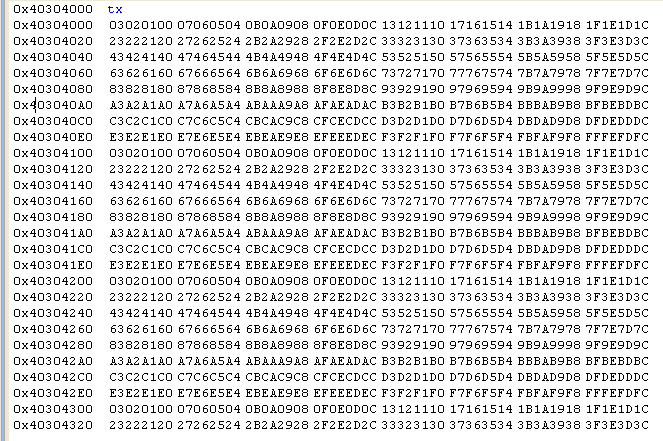 0x40304000 tx
0x40304000 03020100 07060504 0B0A0908 0F0E0D0C 13121110 17161514 1B1A1918 1F1E1D1C
0x40304020 23222120 27262524 2B2A2928 2F2E2D2C 33323130 37363534 3B3A3938 3F3E3D3C
0x40304040 43424140 47464544 4B4A4948 4F4E4D4C 53525150 57565554 5B5A5958 5F5E5D5C
0x40304060 63626160 67666564 6B6A6968 6F6E6D6C 73727170 77767574 7B7A7978 7F7E7D7C
0x40304080 83828180 87868584 8B8A8988 8F8E8D8C 93929190 97969594 9B9A9998 9F9E9D9C
0x403040A0 A3A2A1A0 A7A6A5A4 ABAAA9A8 AFAEADAC B3B2B1B0 B7B6B5B4 BBBAB9B8 BFBEBDBC
0x403040C0 C3C2C1C0 C7C6C5C4 CBCAC9C8 CFCECDCC D3D2D1D0 D7D6D5D4 DBDAD9D8 DFDEDDDC
0x403040E0 E3E2E1E0 E7E6E5E4 EBEAE9E8 EFEEEDEC F3F2F1F0 F7F6F5F4 FBFAF9F8 FFFEFDFC
0x40304100 03020100 07060504 0B0A0908 0F0E0D0C 13121110 17161514 1B1A1918 1F1E1D1C
0x40304120 23222120 27262524 2B2A2928 2F2E2D2C 33323130 37363534 3B3A3938 3F3E3D3C
0x40304140 43424140 47464544 4B4A4948 4F4E4D4C 53525150 57565554 5B5A5958 5F5E5D5C
0x40304160 63626160 67666564 6B6A6968 6F6E6D6C 73727170 77767574 7B7A7978 7F7E7D7C
0x40304180 83828180 87868584 8B8A8988 8F8E8D8C 93929190 97969594 9B9A9998 9F9E9D9C
0x403041A0 A3A2A1A0 A7A6A5A4 ABAAA9A8 AFAEADAC B3B2B1B0 B7B6B5B4 BBBAB9B8 BFBEBDBC
0x403041C0 C3C2C1C0 C7C6C5C4 CBCAC9C8 CFCECDCC D3D2D1D0 D7D6D5D4 DBDAD9D8 DFDEDDDC
0x403041E0 E3E2E1E0 E7E6E5E4 EBEAE9E8 EFEEEDEC F3F2F1F0 F7F6F5F4 FBFAF9F8 FFFEFDFC
0x40304200 03020100 07060504 0B0A0908 0F0E0D0C 13121110 17161514 1B1A1918 1F1E1D1C
0x40304220 23222120 27262524 2B2A2928 2F2E2D2C 33323130 37363534 3B3A3938 3F3E3D3C
0x40304240 43424140 47464544 4B4A4948 4F4E4D4C 53525150 57565554 5B5A5958 5F5E5D5C
0x40304260 63626160 67666564 6B6A6968 6F6E6D6C 73727170 77767574 7B7A7978 7F7E7D7C
0x40304280 83828180 87868584 8B8A8988 8F8E8D8C 93929190 97969594 9B9A9998 9F9E9D9C
0x403042A0 A3A2A1A0 A7A6A5A4 ABAAA9A8 AFAEADAC B3B2B1B0 B7B6B5B4 BBBAB9B8 BFBEBDBC
0x403042C0 C3C2C1C0 C7C6C5C4 CBCAC9C8 CFCECDCC D3D2D1D0 D7D6D5D4 DBDAD9D8 DFDEDDDC
0x403042E0 E3E2E1E0 E7E6E5E4 EBEAE9E8 EFEEEDEC F3F2F1F0 F7F6F5F4 FBFAF9F8 FFFEFDFC
0x40304300 03020100 07060504 0B0A0908 0F0E0D0C 13121110 17161514 1B1A1918 1F1E1D1C
0x40304320 23222120 27262524 2B2A2928 2F2E2D2C 33323130 37363534 3B3A3938 3F3E3D3C